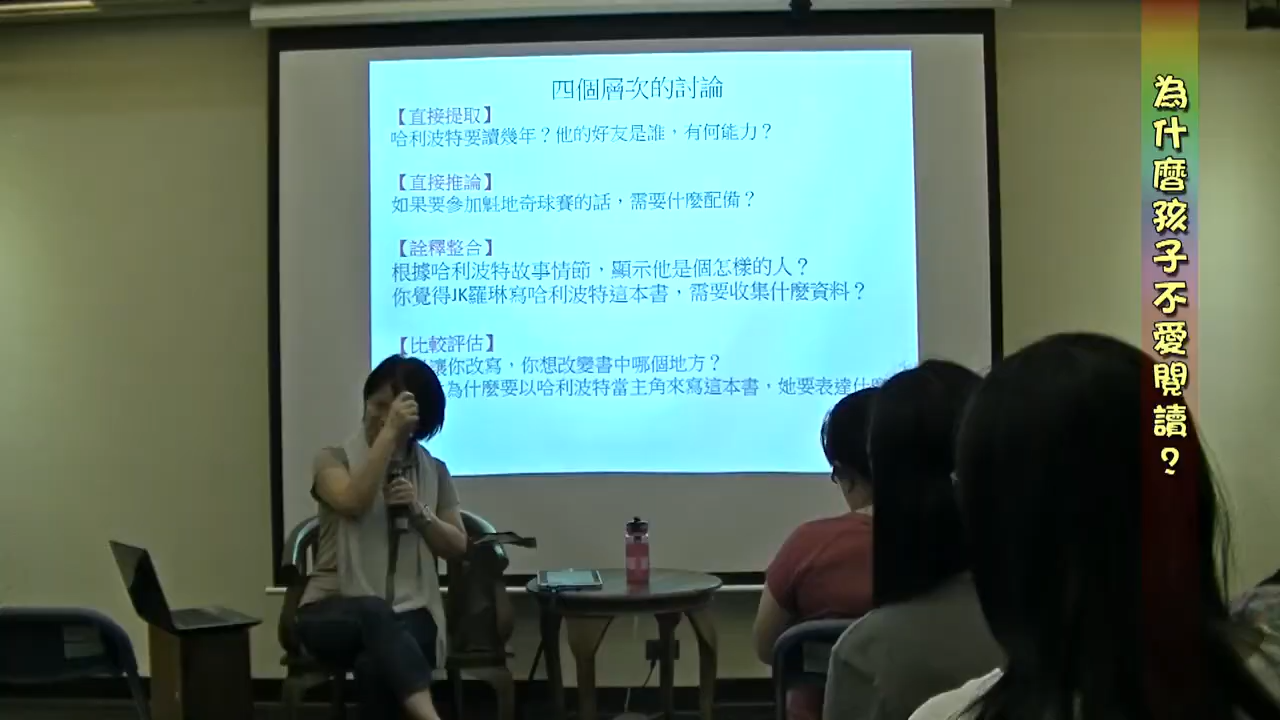 四個層次的討論
【直接提取】
哈利波特要讀幾年？他的好友是誰，有何能力？
【直接推論】
如果要參加魁地奇球賽的話，需要什麼配備？
【詮釋整合】
根據哈利波特故事情節，顯示他是個怎樣的人？
你覺得JK羅琳寫哈利波特這本書，需要收集什麼資料？
【比較評估】
讓你改寫，你想改變書中哪個地方？
為什麼要以哈利波特當主角來寫這本書，她要表達什
為什麼孩子不愛閱讀？